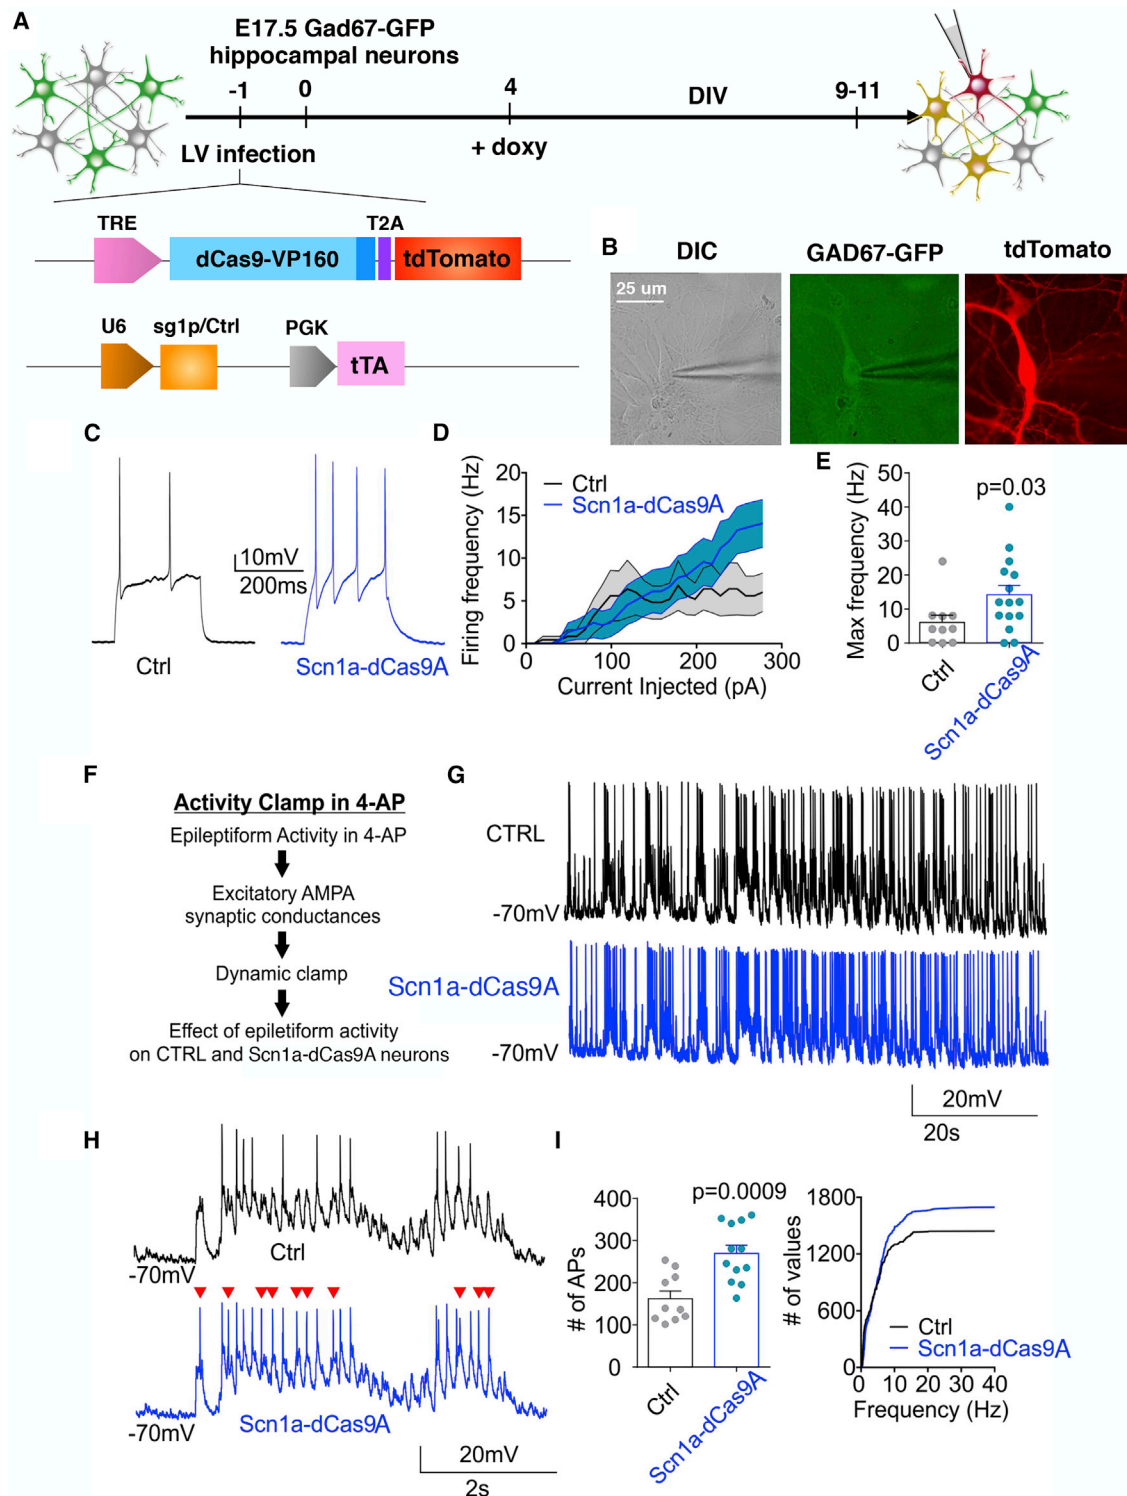 A
E17.5 Gad67-GFP
hippocampal neurons
-1
0
4
DIV
9-11
LV infection
+ doxy
TRE
T2A
dCas9-VP160
tdTomato
U6
sg1p/Ctrl
PGK
tTA
B
DIC
GAD67-GFP
tdTomato
25 um
C
10mV
200ms
Ctrl
Scn1a-dCas9A
D
Firing frequency (Hz)
20
15
10
5
0
Ctrl
Scn1a-dCas9A
0
100
200
300
Current Injected (pA)
E
Max frequency (Hz)
50
40
30
20
10
0
p=0.03
Ctrl
Scn1a-dCas9A
F
Activity Clamp in 4-AP
Epileptiform Activity in 4-AP
Excitatory AMPA
synaptic conductances
Dynamic clamp
Effect of epiletiform activity
on CTRL and Scn1a-dCas9A neurons
G
CTRL
-70mV
Scn1a-dCas9A
-70mV
20mV
20s
H
Ctrl
-70mV
-70mV
Scn1a-dCas9A
20mV
2s
I
# of APs
400
300
200
100
0
p=0.0009
Ctrl
Scn1a-dCas9A
# of values
1800
1200
600
0
Ctrl
Scn1a-dCas9A
0
10
20
30
40
Frequency (Hz)